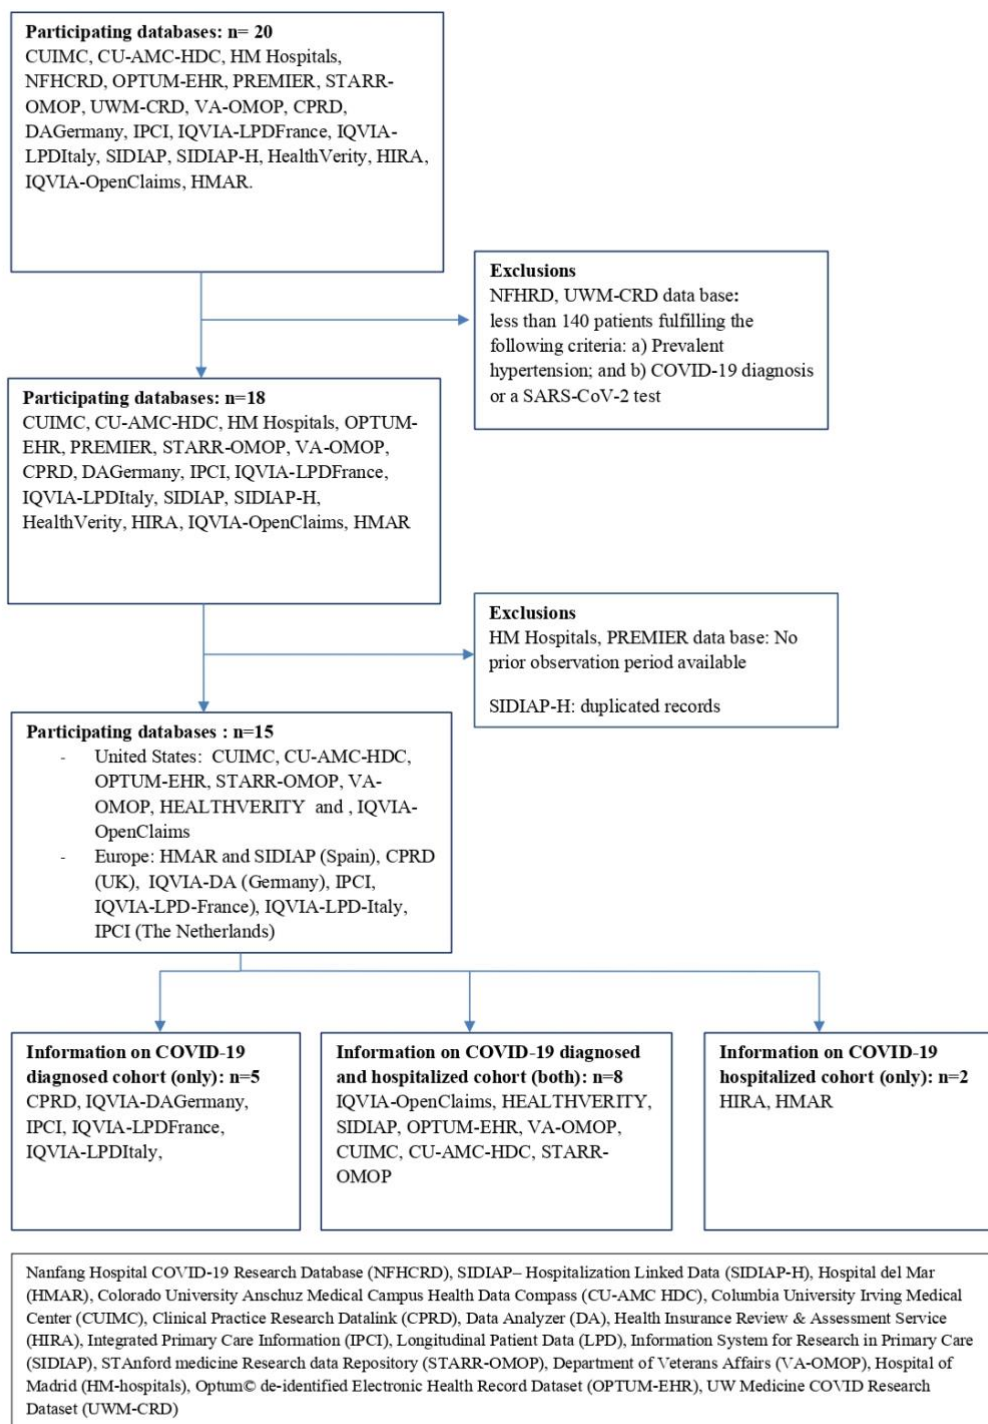 Participating databases: n= 20
CUIMC, CU-AMC-HDC, HM Hospitals,
NFHCRD, OPTUM-EHR, PREMIER, STARR-
OMOP, UWM-CRD, VA-OMOP, CPRD,
DAGermany, IPCI, IQVIA-LPDFrance, IQVIA-
LPDItaly, SIDIAP, SIDIAP-H, HealthVerity, HIRA,
IQVIA-OpenClaims, HMAR.
Exclusions
NFHRD, UWM-CRD data base:
less than 140 patients fulfilling the
following criteria: a) Prevalent
hypertension; and b) COVID-19 diagnosis
or a SARS-CoV-2 test
Participating databases: n=18
CUIMC, CU-AMC-HDC, HM Hospitals, OPTUM-
EHR, PREMIER, STARR-OMOP, VA-OMOP,
CPRD, DAGermany, IPCI, IQVIA-LPDFrance,
IQVIA-LPDItaly, SIDIAP, SIDIAP-H,
HealthVerity, HIRA, IQVIA-OpenClaims, HMAR
Exclusions
HM Hospitals, PREMIER data base: No
prior observation period available
SIDIAP-H: duplicated records
Participating databases : n=15
- United States: CUIMC, CU-AMC-HDC,
OPTUM-EHR, STARR-OMOP, VA-
OMOP, HEALTHVERITY and , IQVIA-
OpenClaims
- Europe: HMAR and SIDIAP (Spain), CPRD
(UK), IQVIA-DA (Germany), IPCI,
IQVIA-LPD-France), IQVIA-LPD-Italy,
IPCI (The Netherlands)
Information on COVID-19
diagnosed cohort (only): n=5
CPRD, IQVIA-DAGermany,
IPCI, IQVIA-LPDFrance,
IQVIA-LPDItaly,
Information on COVID-19 diagnosed
and hospitalized cohort (both): n=8
IQVIA-OpenClaims, HEALTHVERITY,
SIDIAP, OPTUM-EHR, VA-OMOP,
CUIMC, CU-AMC-HDC, STARR-
OMOP
Information on COVID-19
hospitalized cohort (only): n=2
HIRA, HMAR
Nanfang Hospital COVID-19 Research Database (NFHCRD), SIDIAP– Hospitalization Linked Data (SIDIAP-H), Hospital del Mar
(HMAR), Colorado University Anschuz Medical Campus Health Data Compass (CU-AMC HDC), Columbia University Irving Medical
Center (CUIMC), Clinical Practice Research Datalink (CPRD), Data Analyzer (DA), Health Insurance Review & Assessment Service
(HIRA), Integrated Primary Care Information (IPCI), Longitudinal Patient Data (LPD), Information System for Research in Primary Care
(SIDIAP), STAnford medicine Research data Repository (STARR-OMOP), Department of Veterans Affairs (VA-OMOP), Hospital of
Madrid (HM-hospitals), Optum© de-identified Electronic Health Record Dataset (OPTUM-EHR), UW Medicine COVID Research
Dataset (UWM-CRD)